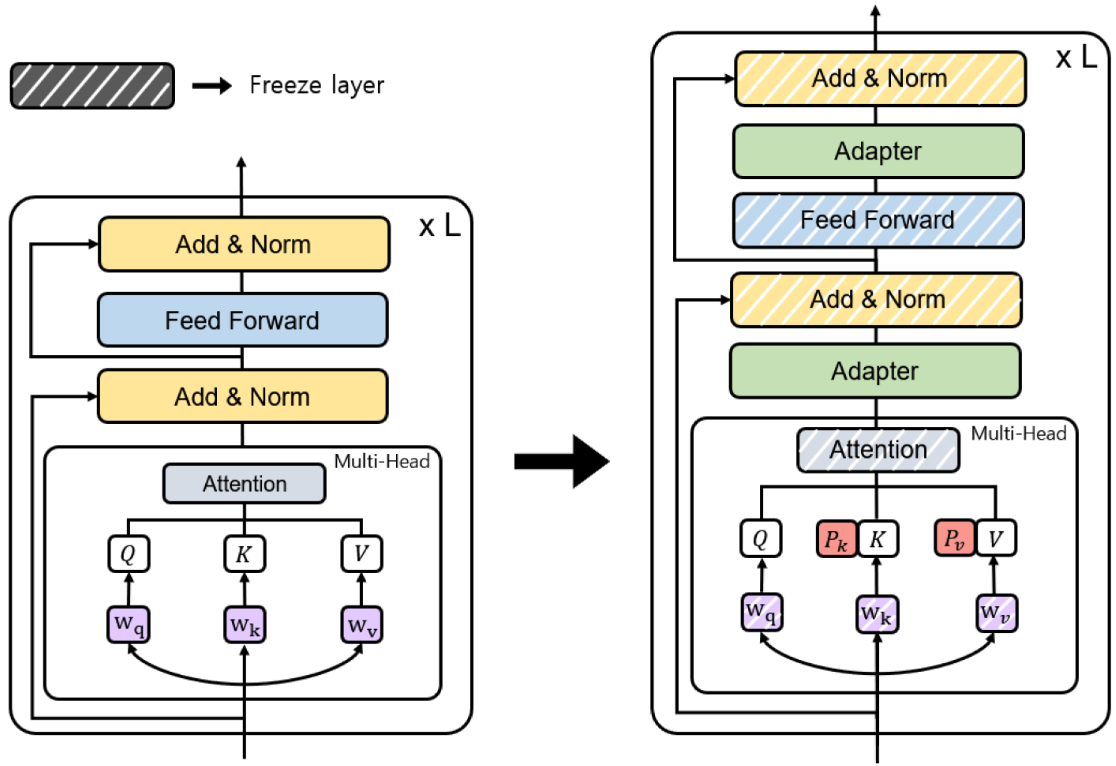 Freeze layer
x L
Add & Norm
Feed Forward
Add & Norm
Multi-Head
Attention
Q K V
w_q w_k w_v
x L
Add & Norm
Adapter
Feed Forward
Add & Norm
Adapter
Multi-Head
Attention
Q P_k K P_v V
w_q w_k w_v